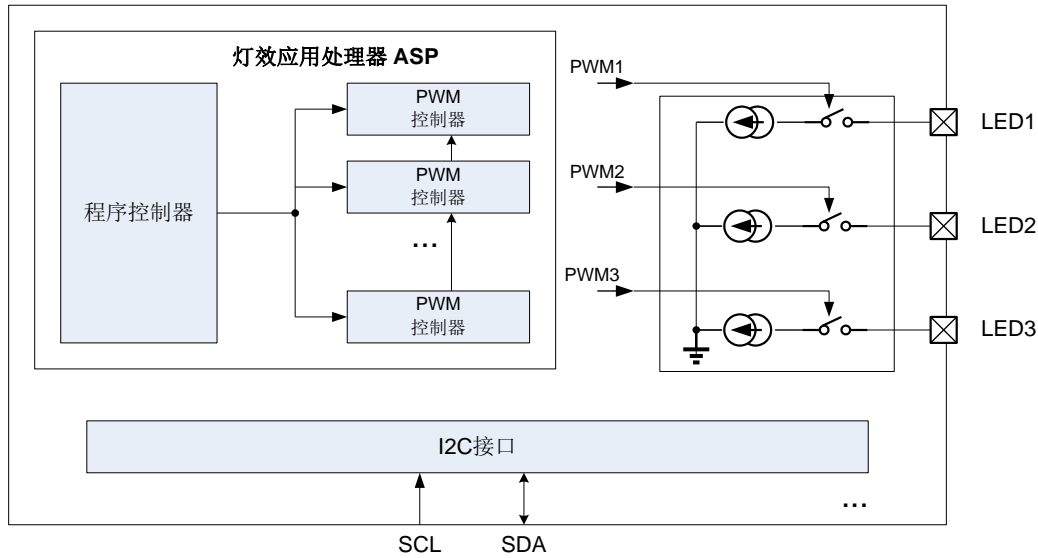 灯效应用处理器 ASP
程序控制器
PWM
控制器
PWM
控制器
...
PWM
控制器
PWM1
PWM2
PWM3
LED1
LED2
LED3
I2C接口
...
SCL
SDA